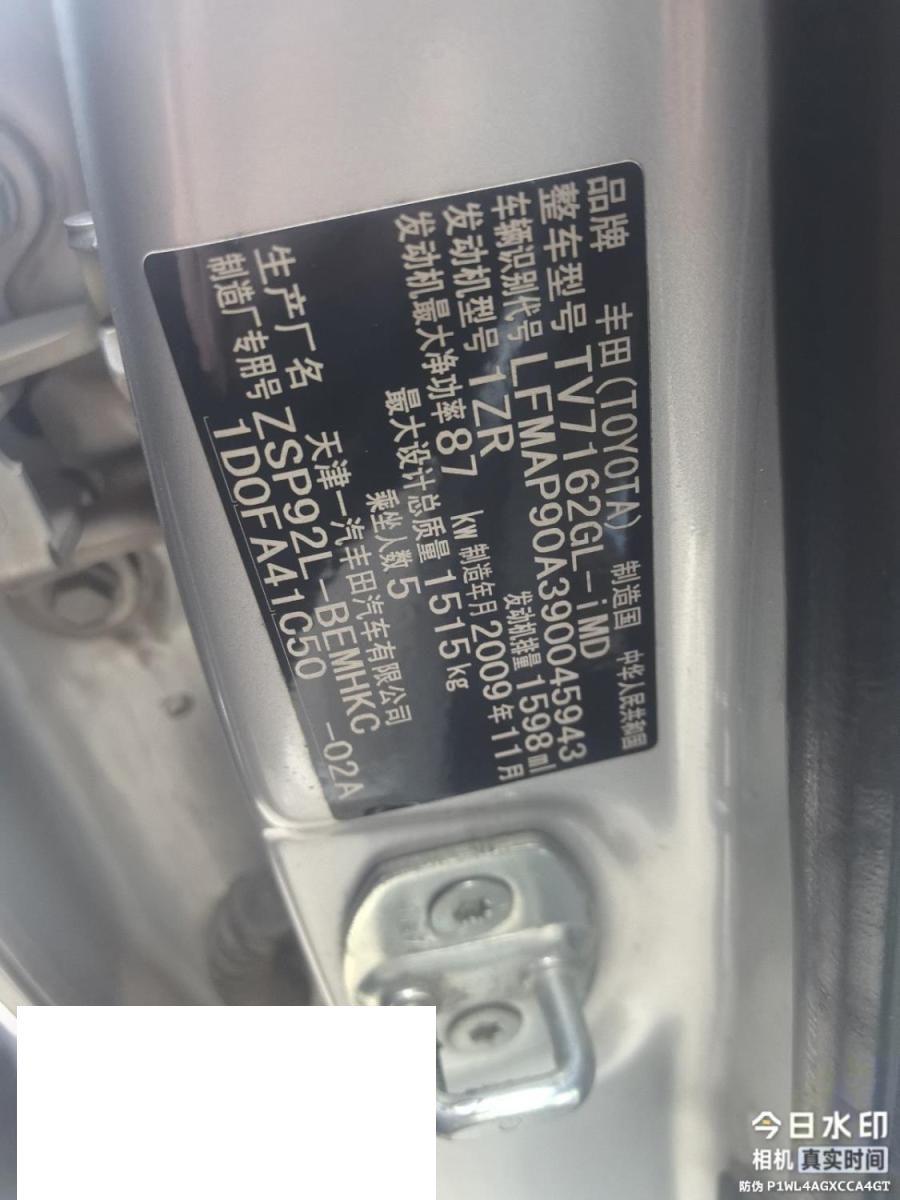 品牌 丰田(TOYOTA) 制造国 中华人民共和国
整车型号 TV7162GL-iMD
车辆识别代号 LFMAP90A390045943
发动机型号 1ZR 发动机排量 1598 ml
发动机最大净功率 87 kW 制造年月 2009年11月
最大设计总质量 1515 kg
乘坐人数 5
生产厂名 天津一汽丰田汽车有限公司
制造厂专用号 ZSP92L-BEMHKC
1D0FA41C50 -02A
今日水印
相机 真实时间
防伪 P1WL4AGXCCA4GT